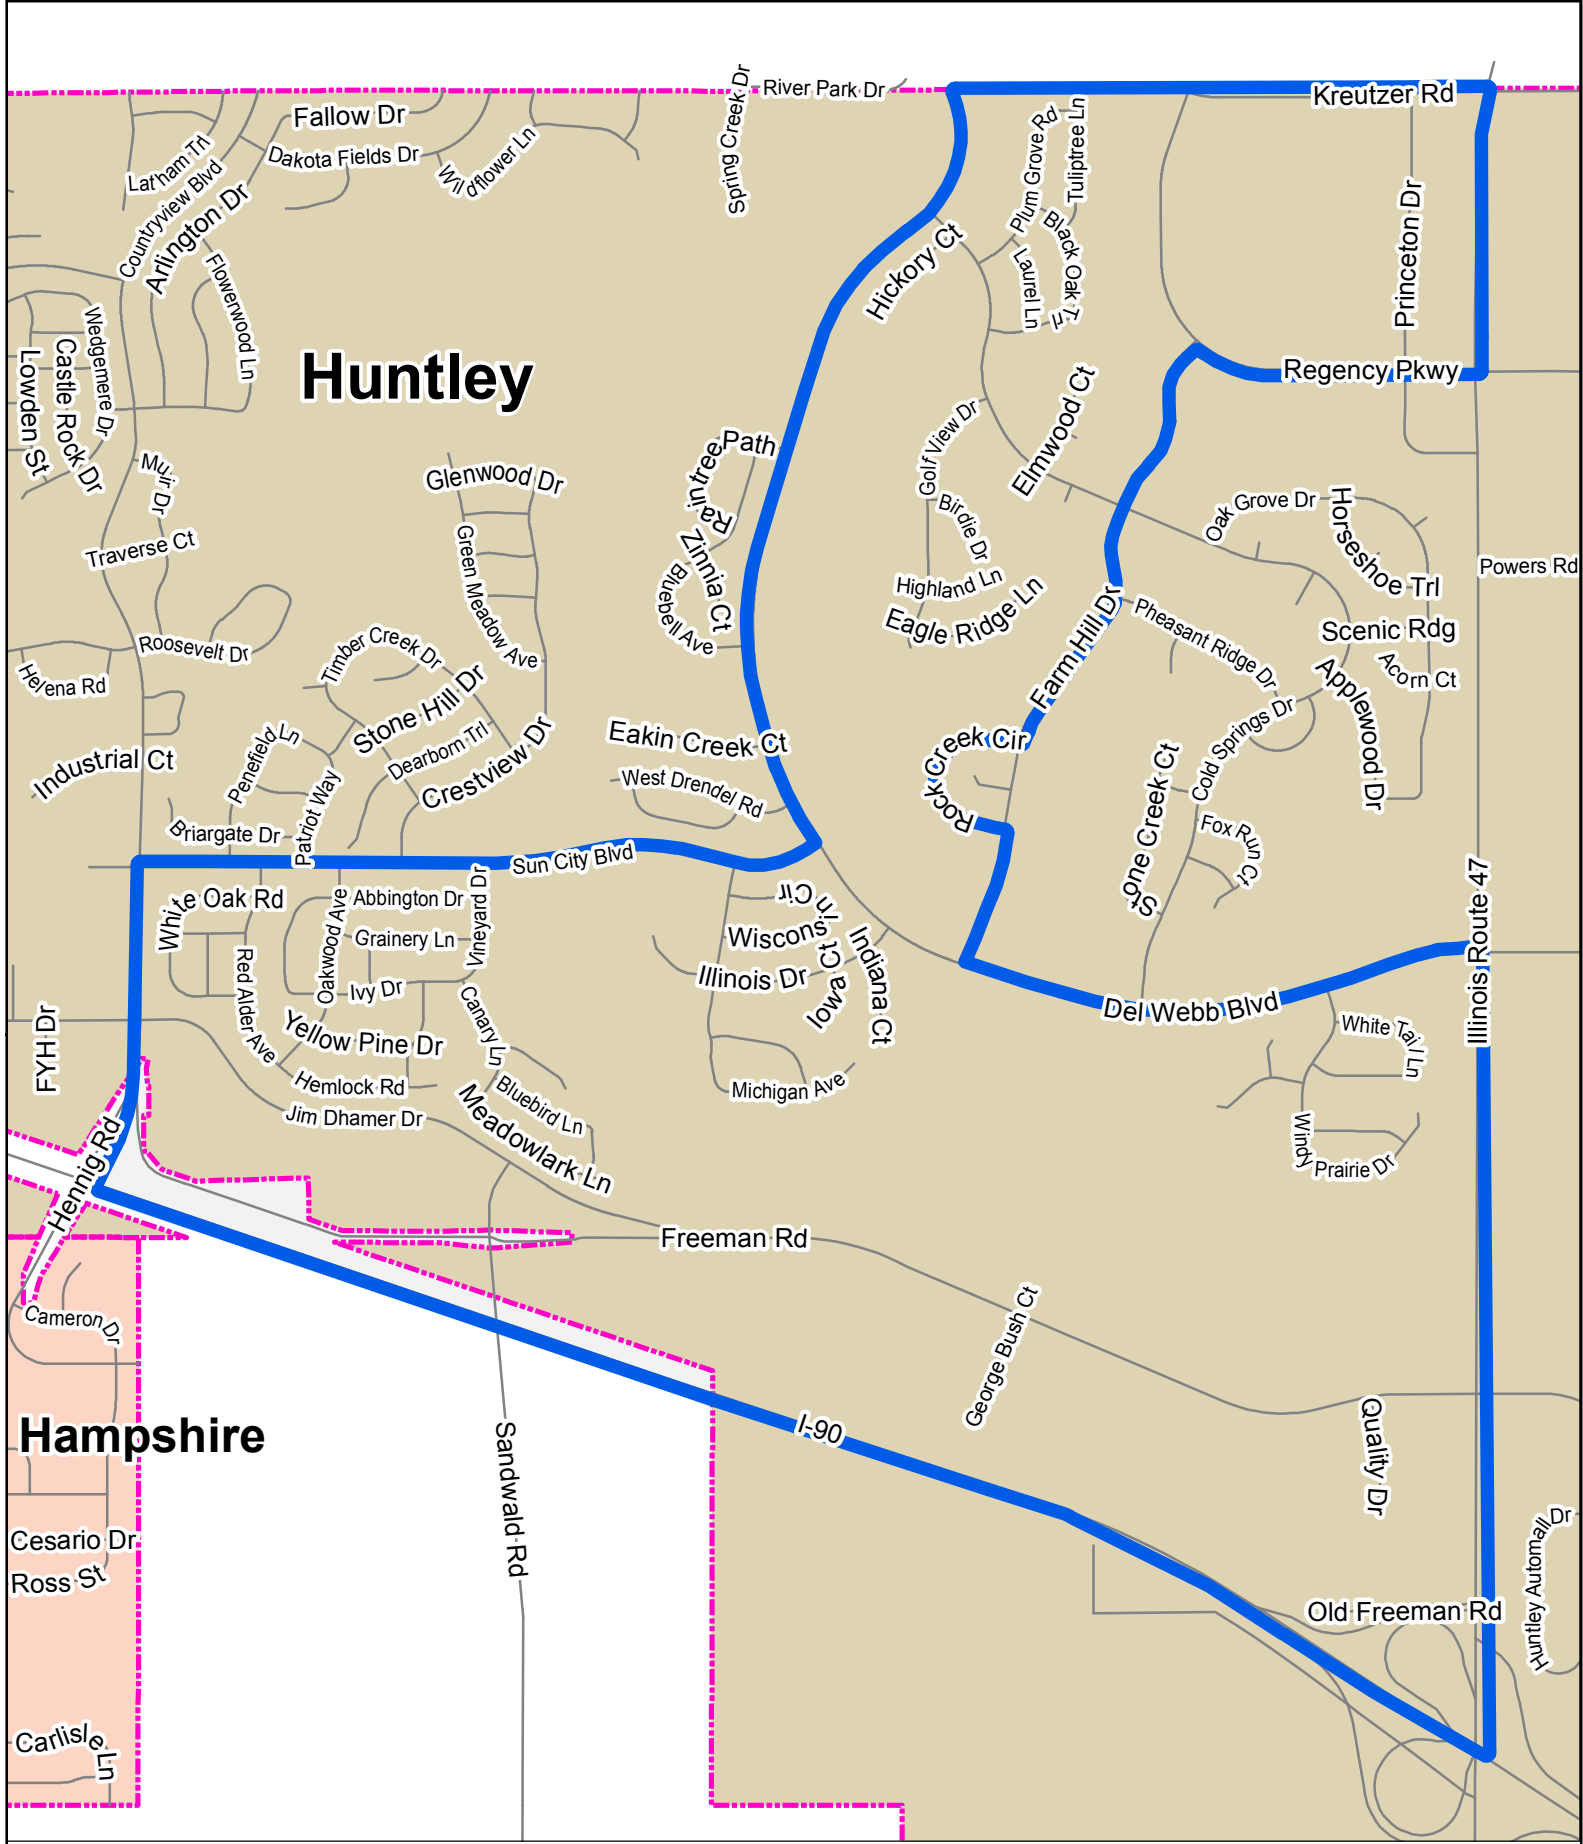 River Park Dr
Kreutzer Rd
Spring Creek Dr
Fallow Dr
Dakota Fields Dr
Wildflower Ln
Latham Trl
Countryview Blvd
Arlington Dr
Flowerwood Ln
Plum Grove Rd
Tuliptree Ln
Black Oak Trl
Laurel Ln
Hickory Ct
Princeton Dr
Wedgemere Dr
Castle Rock Dr
Lowden St
Huntley
Regency Pkwy
Elmwood Ct
Golf View Dr
Birdie Dr
Highland Ln
Eagle Ridge Ln
Raintree Path
Zinnia Ct
Bluebell Ave
Glenwood Dr
Green Meadow Ave
Muir Dr
Traverse Ct
Oak Grove Dr
Horseshoe Trl
Powers Rd
Scenic Rdg
Acorn Ct
Applewood Dr
Pheasant Ridge Dr
Farm Hill Dr
Cold Springs Dr
Roosevelt Dr
Helena Rd
Timber Creek Dr
Stone Hill Dr
Dearborn Trl
Crestview Dr
Penefield Ln
Patriot Way
Industrial Ct
Briargate Dr
Eakin Creek Ct
West Drendel Rd
Rock Creek Cir
Stone Creek Ct
Fox Run Ct
Sun City Blvd
White Oak Rd
Abbington Dr
Grainery Ln
Vineyard Dr
Oakwood Ave
Red Alder Ave
Ivy Dr
Yellow Pine Dr
Canary Ln
Hemlock Rd
Jim Dhamer Dr
Bluebird Ln
Meadowlark Ln
Wisconsin Cir
Illinois Dr
Iowa Ct
Indiana Ct
Michigan Ave
Del Webb Blvd
Illinois Route 47
White Tail Ln
Windy Prairie Dr
FYH Dr
Hennig Rd
Freeman Rd
Cameron Dr
George Bush Ct
Hampshire
I-90
Sandwald Rd
Quality Dr
Cesario Dr
Ross St
Old Freeman Rd
Huntley Automall Dr
Carlisle Ln